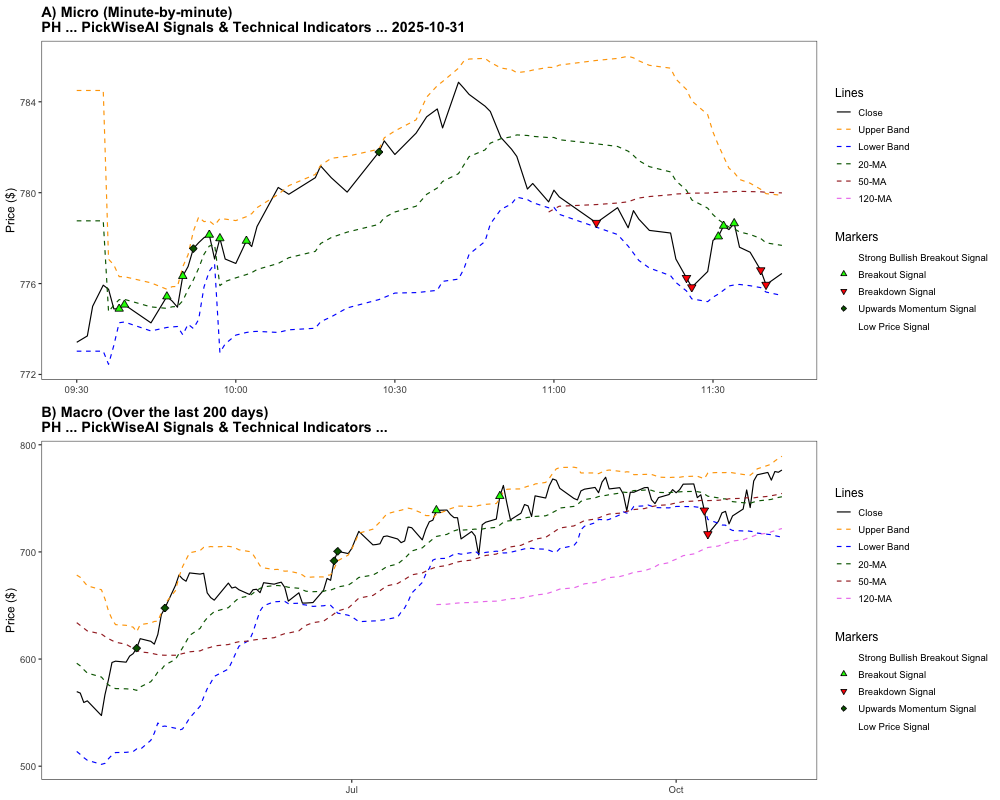 A) Micro (Minute-by-minute)
PH ... PickWiseAI Signals & Technical Indicators ... 2025-10-31
Price ($)
784
780
776
772
09:30
10:00
10:30
11:00
11:30
Lines
Close
Upper Band
Lower Band
20-MA
50-MA
120-MA
Markers
Strong Bullish Breakout Signal
Breakout Signal
Breakdown Signal
Upwards Momentum Signal
Low Price Signal
B) Macro (Over the last 200 days)
PH ... PickWiseAI Signals & Technical Indicators ...
Price ($)
800
700
600
500
Jul
Oct
Lines
Close
Upper Band
Lower Band
20-MA
50-MA
120-MA
Markers
Strong Bullish Breakout Signal
Breakout Signal
Breakdown Signal
Upwards Momentum Signal
Low Price Signal